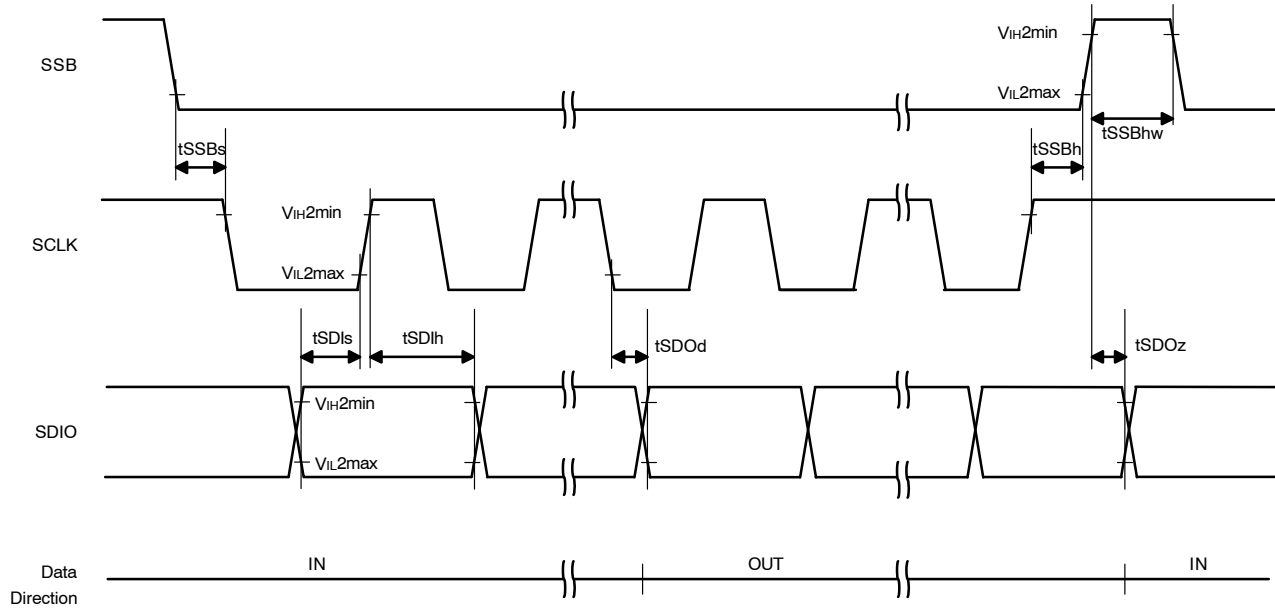 SSB
VIH2min
VIL2max
tSSBs
tSSBh
tSSBhw
SCLK
VIH2min
VIL2max
tSDIs
tSDIh
tSDOd
tSDOz
SDIO
VIH2min
VIL2max
Data
Direction
IN
OUT
IN